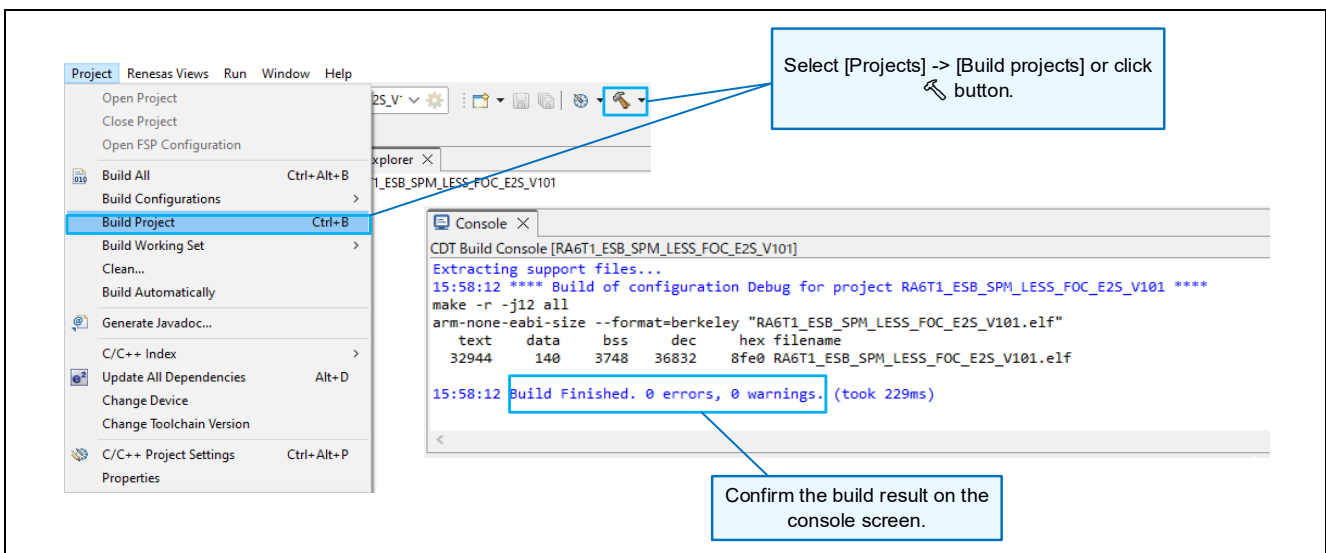 Select [Projects] -> [Build projects] or click
button.
Project Renesas Views Run Window Help
Open Project
Close Project
Open FSP Configuration
Build All Ctrl+Alt+B
Build Configurations >
Build Project Ctrl+B
Build Working Set >
Clean...
Build Automatically
Generate Javadoc...
C/C++ Index >
Update All Dependencies Alt+D
Change Device
Change Toolchain Version
C/C++ Project Settings Ctrl+Alt+P
Properties
2S_V
xplorer
1_ESB_SPM_LESS_FOC_E2S_V101
Console
CDT Build Console [RA6T1_ESB_SPM_LESS_FOC_E2S_V101]
Extracting support files...
15:58:12 **** Build of configuration Debug for project RA6T1_ESB_SPM_LESS_FOC_E2S_V101 ****
make -r -j12 all
arm-none-eabi-size --format=berkeley "RA6T1_ESB_SPM_LESS_FOC_E2S_V101.elf"
text data bss dec hex filename
32944 140 3748 36832 8fe0 RA6T1_ESB_SPM_LESS_FOC_E2S_V101.elf
15:58:12 Build Finished. 0 errors, 0 warnings. (took 229ms)
Confirm the build result on the
console screen.
010
e²